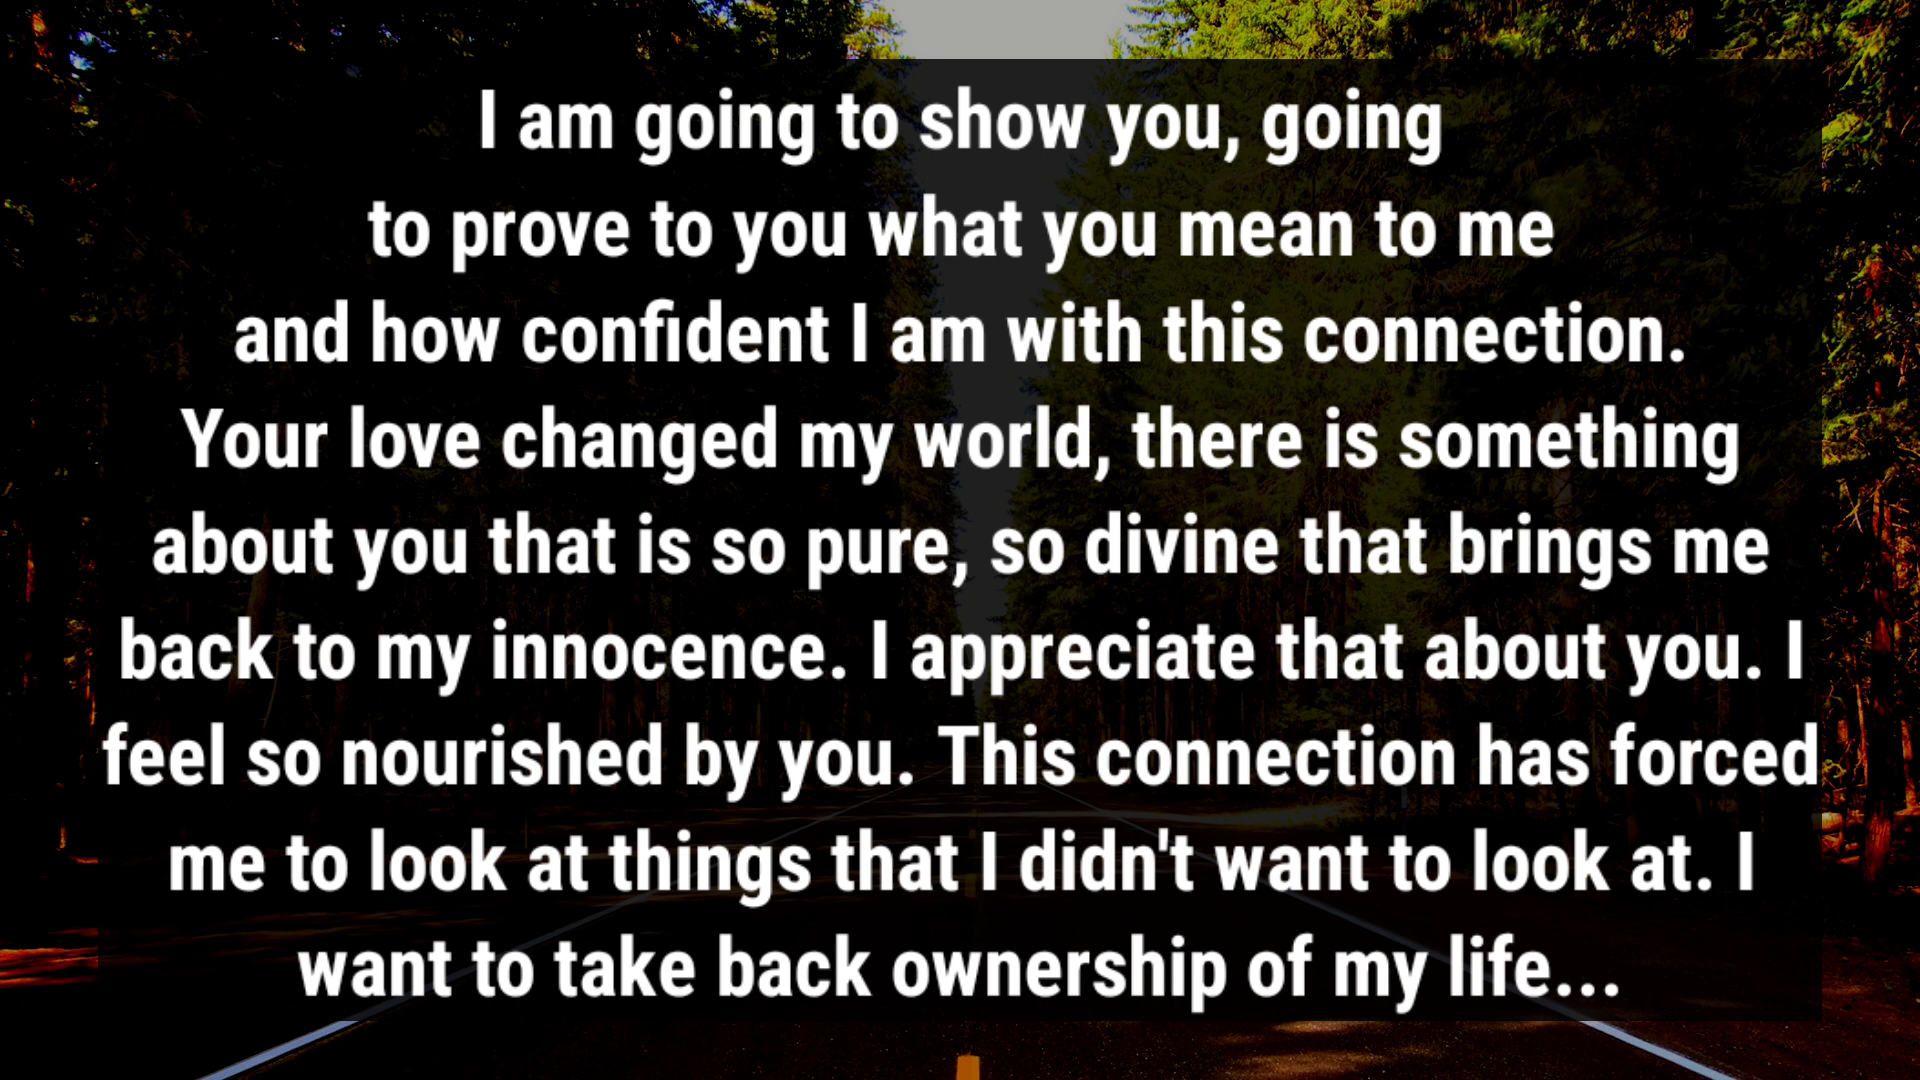 I am going to show you, going
to prove to you what you mean to me
and how confident I am with this connection.
Your love changed my world, there is something
about you that is so pure, so divine that brings me
back to my innocence. I appreciate that about you. I
feel so nourished by you. This connection has forced
me to look at things that I didn't want to look at. I
want to take back ownership of my life...